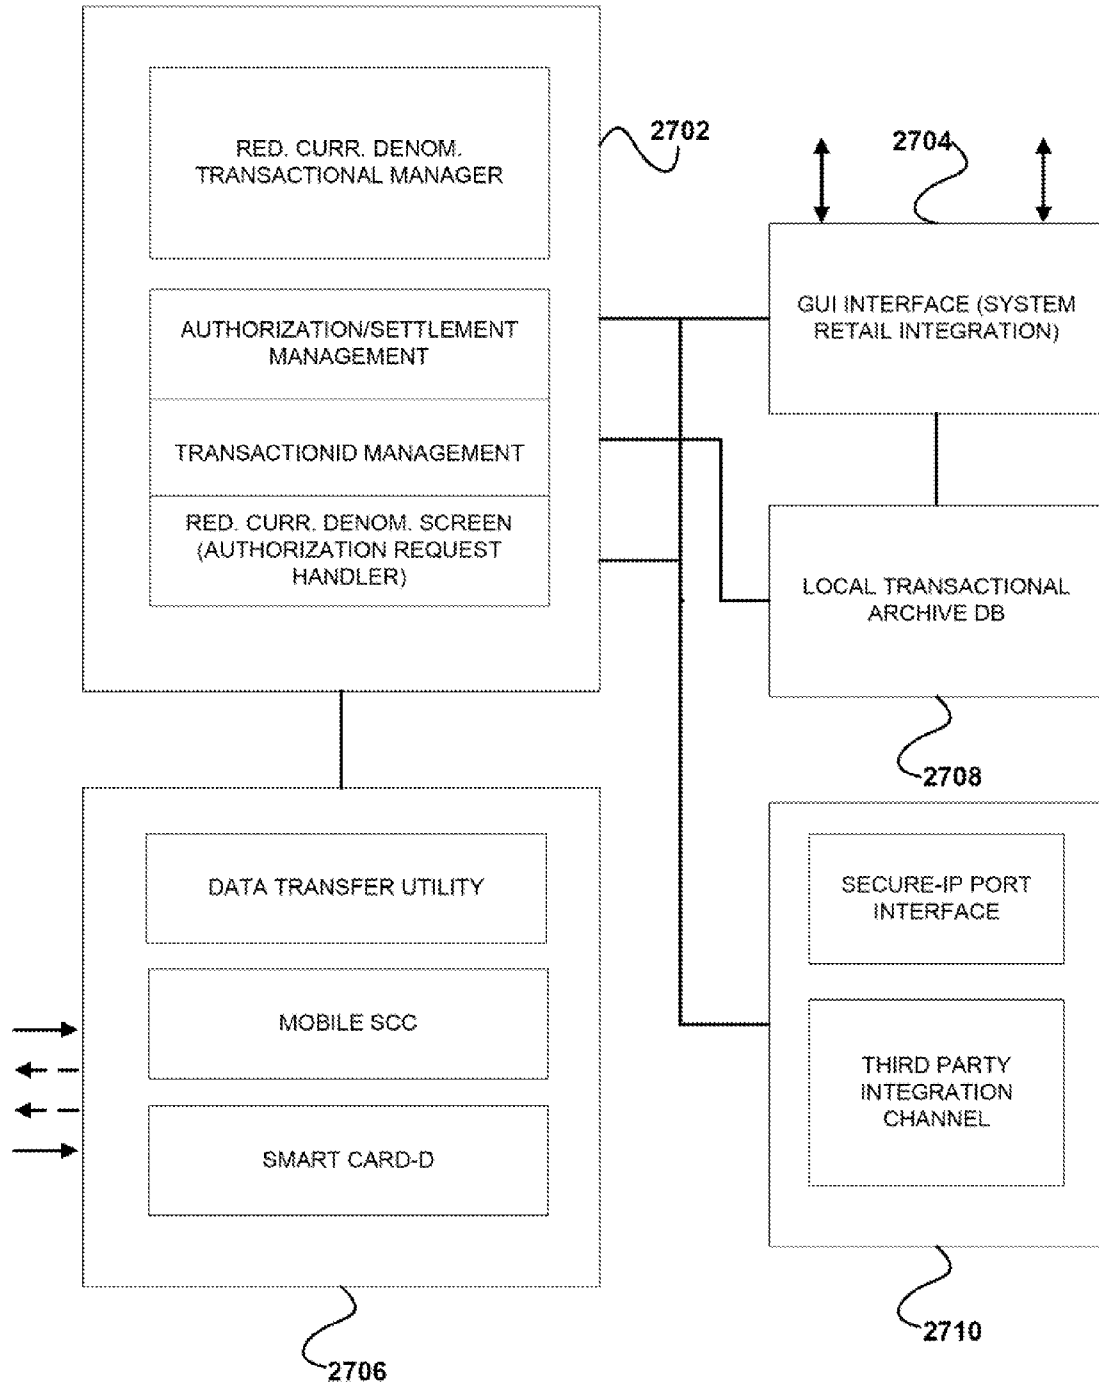 RED. CURR. DENOM.
TRANSACTIONAL MANAGER
2702
AUTHORIZATION/SETTLEMENT
MANAGEMENT
TRANSACTIONID MANAGEMENT
RED. CURR. DENOM. SCREEN
(AUTHORIZATION REQUEST
HANDLER)
2704
GUI INTERFACE (SYSTEM
RETAIL INTEGRATION)
LOCAL TRANSACTIONAL
ARCHIVE DB
2708
DATA TRANSFER UTILITY
MOBILE SCC
SMART CARD-D
2706
SECURE-IP PORT
INTERFACE
THIRD PARTY
INTEGRATION
CHANNEL
2710